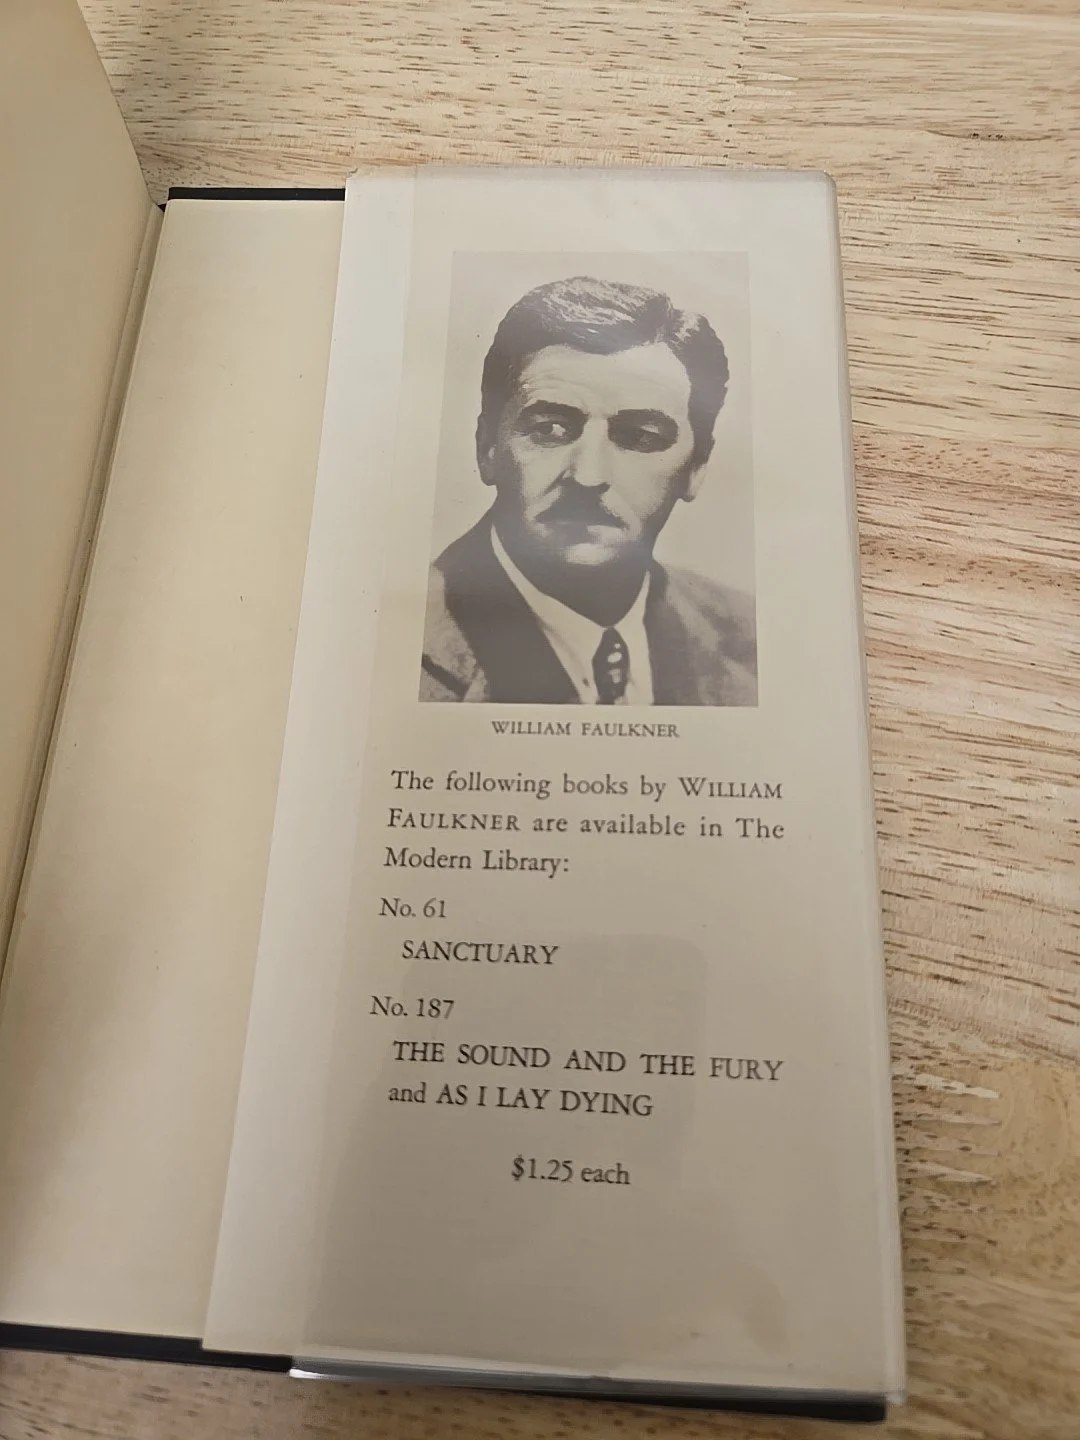 WILLIAM FAULKNER
The following books by WILLIAM
FAULKNER are available in The
Modern Library:
No. 61
SANCTUARY
No. 187
THE SOUND AND THE FURY
and AS I LAY DYING
$1.25 each